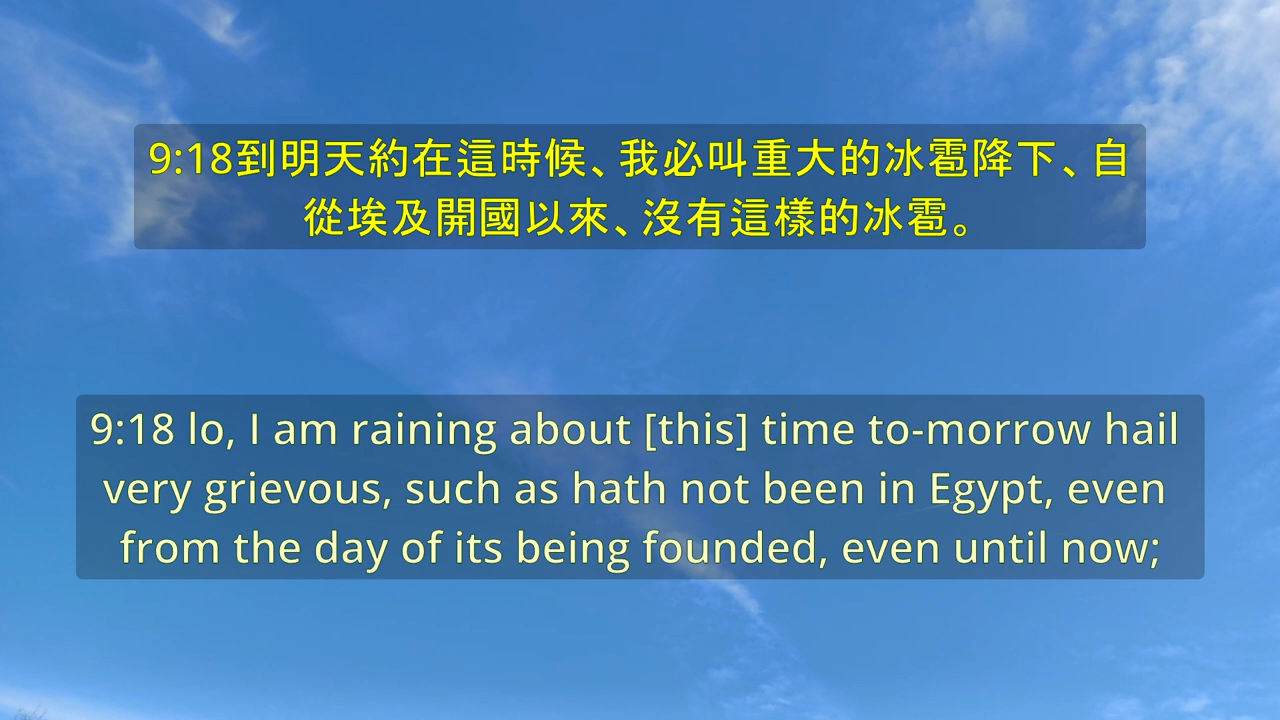 9:18到明天約在這時候、我必叫重大的冰雹降下、自
從埃及開國以來、沒有這樣的冰雹。
9:18 lo, I am raining about [this] time to-morrow hail
very grievous, such as hath not been in Egypt, even
from the day of its being founded, even until now;